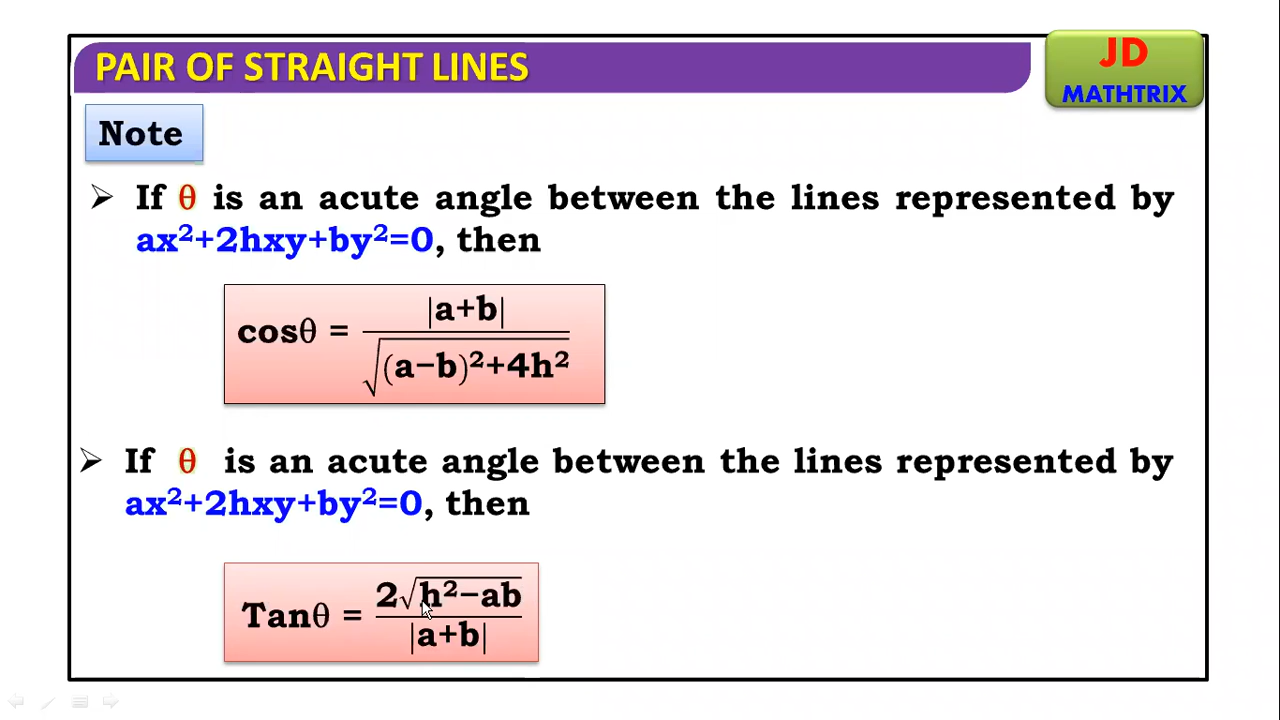 PAIR OF STRAIGHT LINES
JD
MATHTRIX
Note
➢ If θ is an acute angle between the lines represented by
ax²+2hxy+by²=0, then
cosθ = |a+b| / √((a−b)²+4h²)
➢ If θ is an acute angle between the lines represented by
ax²+2hxy+by²=0, then
Tanθ = 2√(h²−ab) / |a+b|